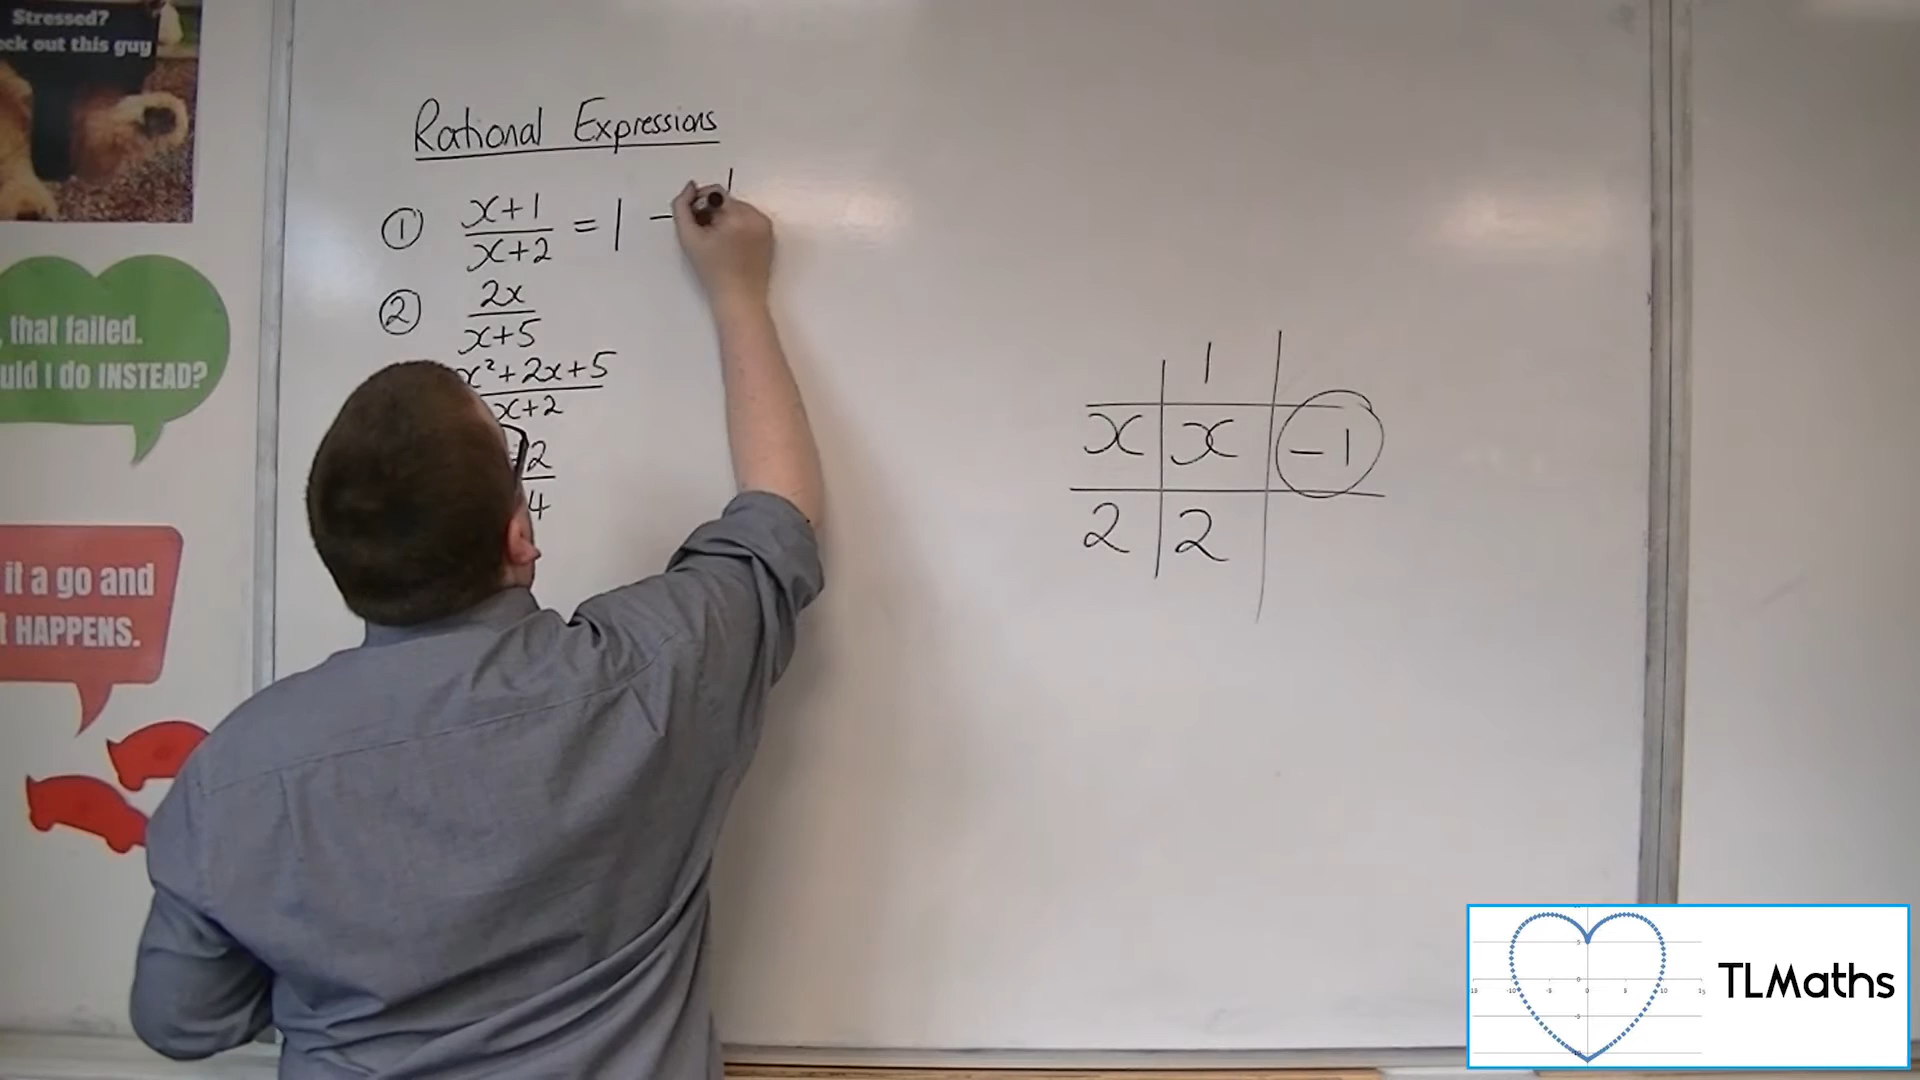 Stressed?
ck out this guy
Rational Expressions
① x+1/x+2 = 1 - 1
② 2x/x+5
x²+2x+5/x+2
2
4
that failed.
uld I do INSTEAD?
it a go and
t HAPPENS.
1
x x -1
2 2
TLMaths